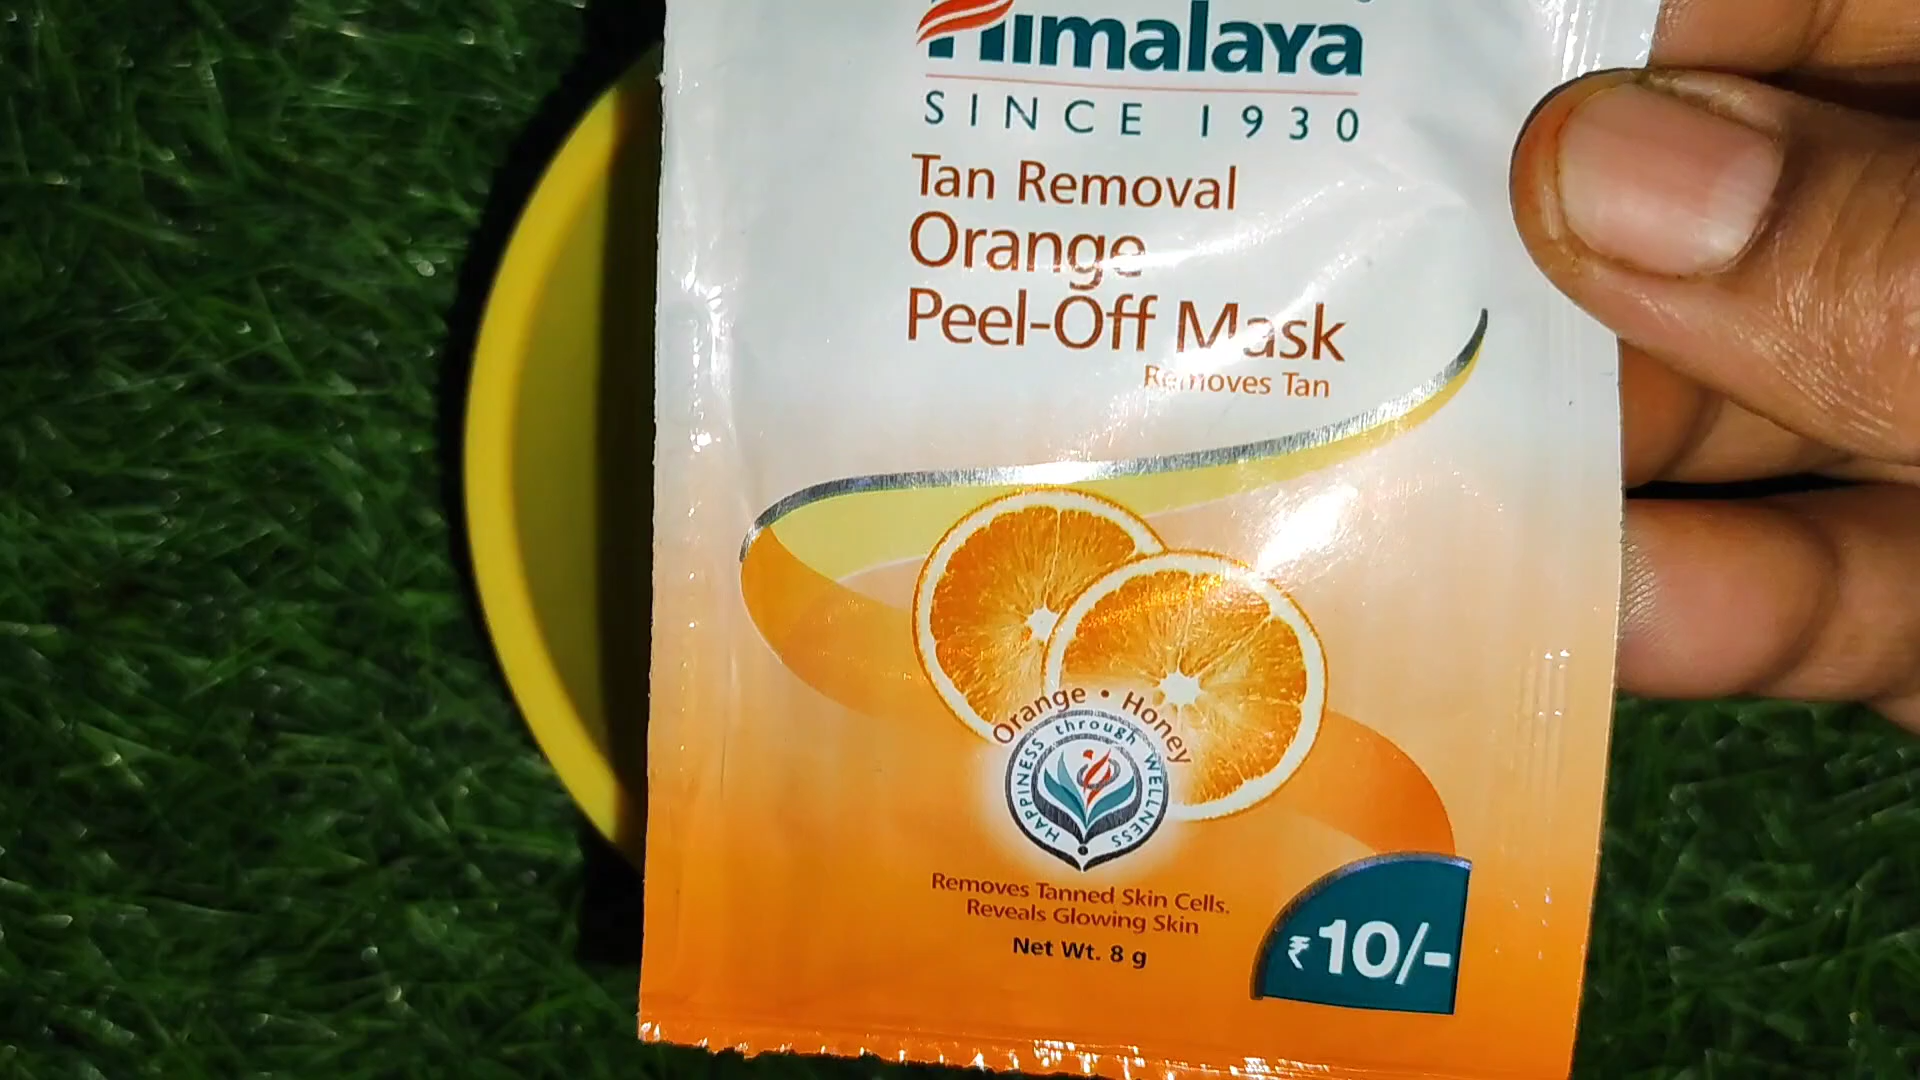 Himalaya
SINCE 1930
Tan Removal
Orange
Peel-Off Mask
Removes Tan
Orange • Honey
HAPPINESS through WELLNESS
Removes Tanned Skin Cells.
Reveals Glowing Skin
Net Wt. 8 g
₹10/-